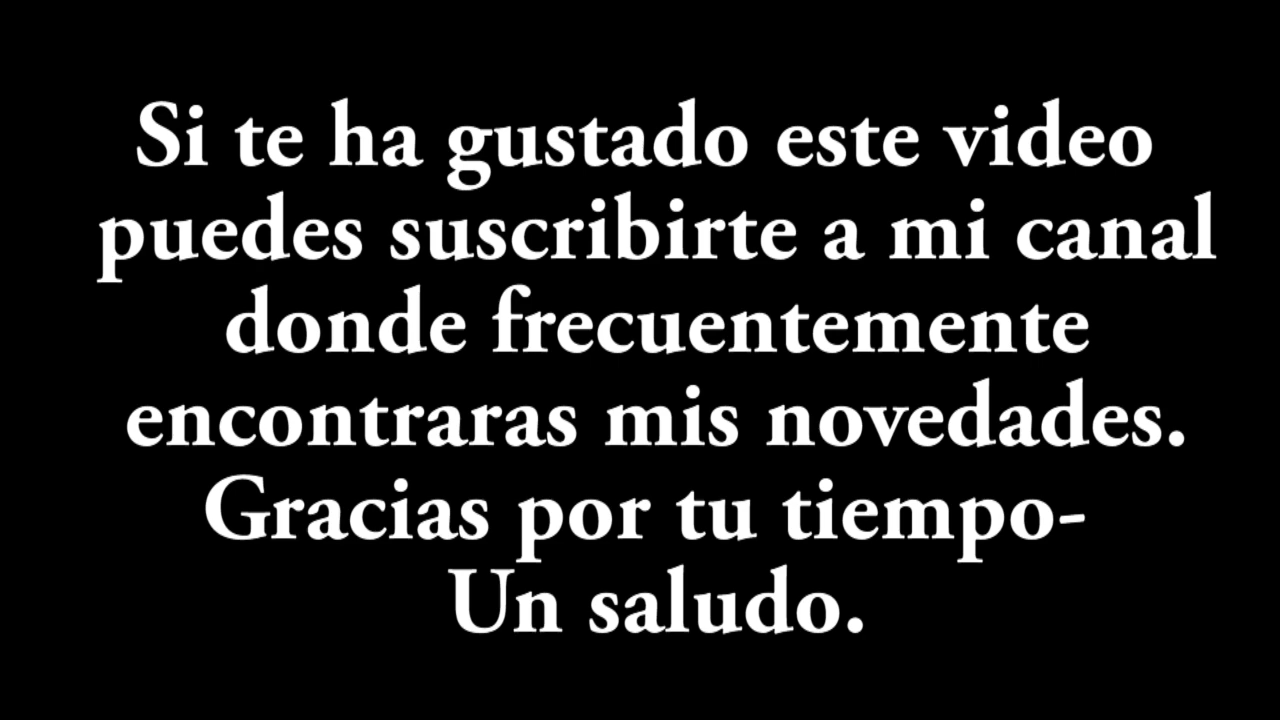 Si te ha gustado este video
puedes suscribirte a mi canal
donde frecuentemente
encontraras mis novedades.
Gracias por tu tiempo-
Un saludo.